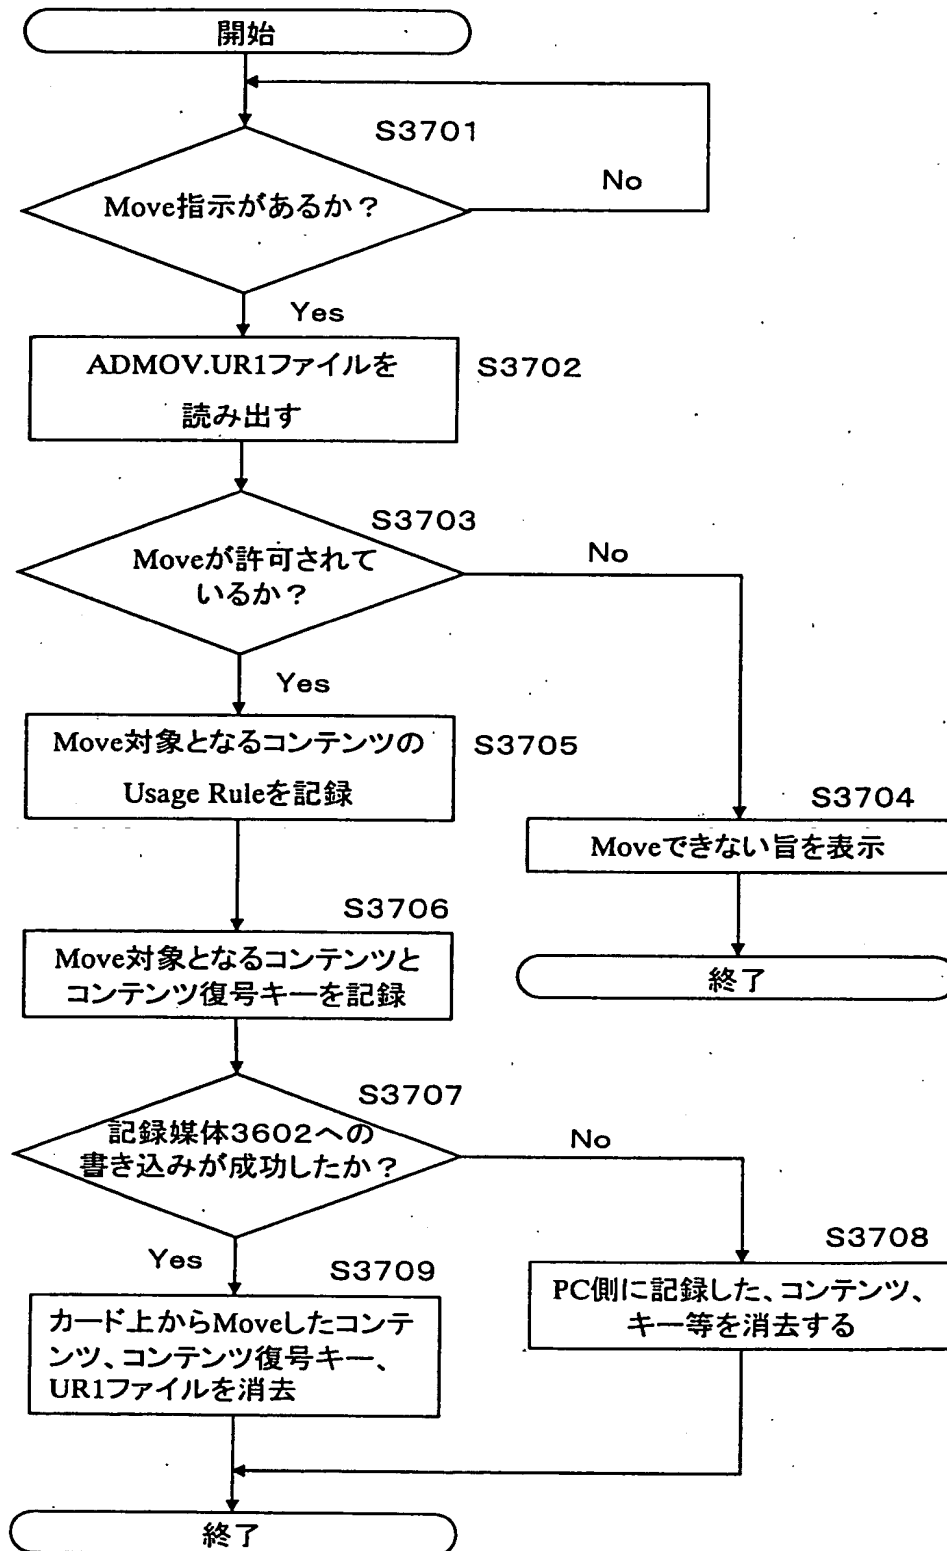 開始
S3701
Move指示があるか？
No
Yes
ADMOV.UR1ファイルを
読み出す
S3702
S3703
Moveが許可されて
いるか？
No
Yes
Move対象となるコンテンツの
Usage Ruleを記録
S3705
S3704
Moveできない旨を表示
終了
S3706
Move対象となるコンテンツと
コンテンツ復号キーを記録
S3707
記録媒体3602への
書き込みが成功したか？
No
Yes
S3708
PC側に記録した、コンテンツ、
キー等を消去する
S3709
カード上からMoveしたコンテ
ンツ、コンテンツ復号キー、
UR1ファイルを消去
終了